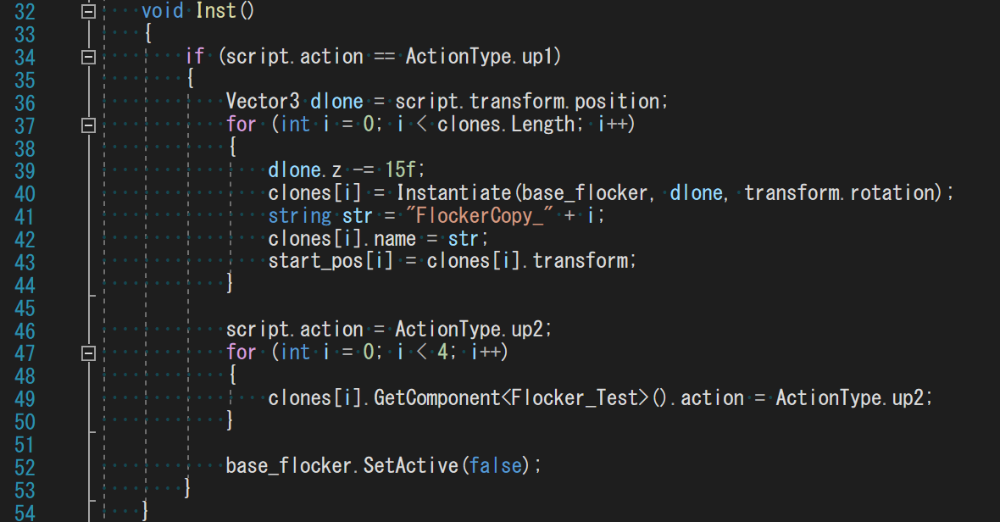 32 void Inst()
33 {
34 if (script.action == ActionType.up1)
35 {
36 Vector3 dlone = script.transform.position;
37 for (int i = 0; i < clones.Length; i++)
38 {
39 dlone.z -= 15f;
40 clones[i] = Instantiate(base_flocker, dlone, transform.rotation);
41 string str = "FlockerCopy_" + i;
42 clones[i].name = str;
43 start_pos[i] = clones[i].transform;
44 }
45
46 script.action = ActionType.up2;
47 for (int i = 0; i < 4; i++)
48 {
49 clones[i].GetComponent<Flocker_Test>().action = ActionType.up2;
50 }
51
52 base_flocker.SetActive(false);
53 }
54 }